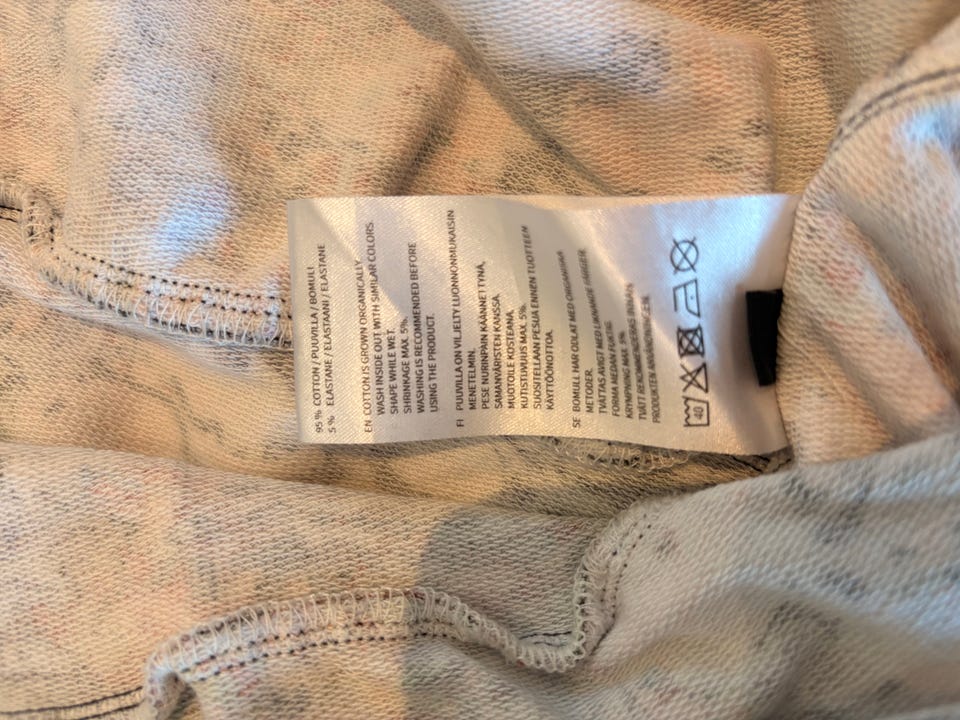 95 % COTTON / PUUVILLA / BOMULL
5 % ELASTANE / ELASTAANI / ELASTANE
EN COTTON IS GROWN ORGANICALLY.
WASH INSIDE OUT WITH SIMILAR COLORS.
SHAPE WHILE WET.
SHRINKAGE MAX. 5%.
WASHING IS RECOMMENDED BEFORE
USING THE PRODUCT.
FI PUUVILLA ON VILJELTY LUONNONMUKAISIN
MENETELMIN.
PESE NURINPÄIN KÄÄNNETTYNÄ,
SAMANVÄRISTEN KANSSA.
MUOTOILE KOSTEANA.
KUTISTUVUUS MAX. 5%.
SUOSITELLAAN PESUA ENNEN TUOTTEEN
KÄYTTÖÖNOTTOA.
SE BOMULL HAR ODLAT MED ORGANISKA
METODER.
TVÄTTAS AVIGT MED LIKNANDE FÄRGER.
FORMA MEDAN FUKTIG.
KRYMPNING MAX. 5%.
TVÄTT REKOMMENDERAS INNAN
PRODUKTEN ANVÄNDNINGEN.
40